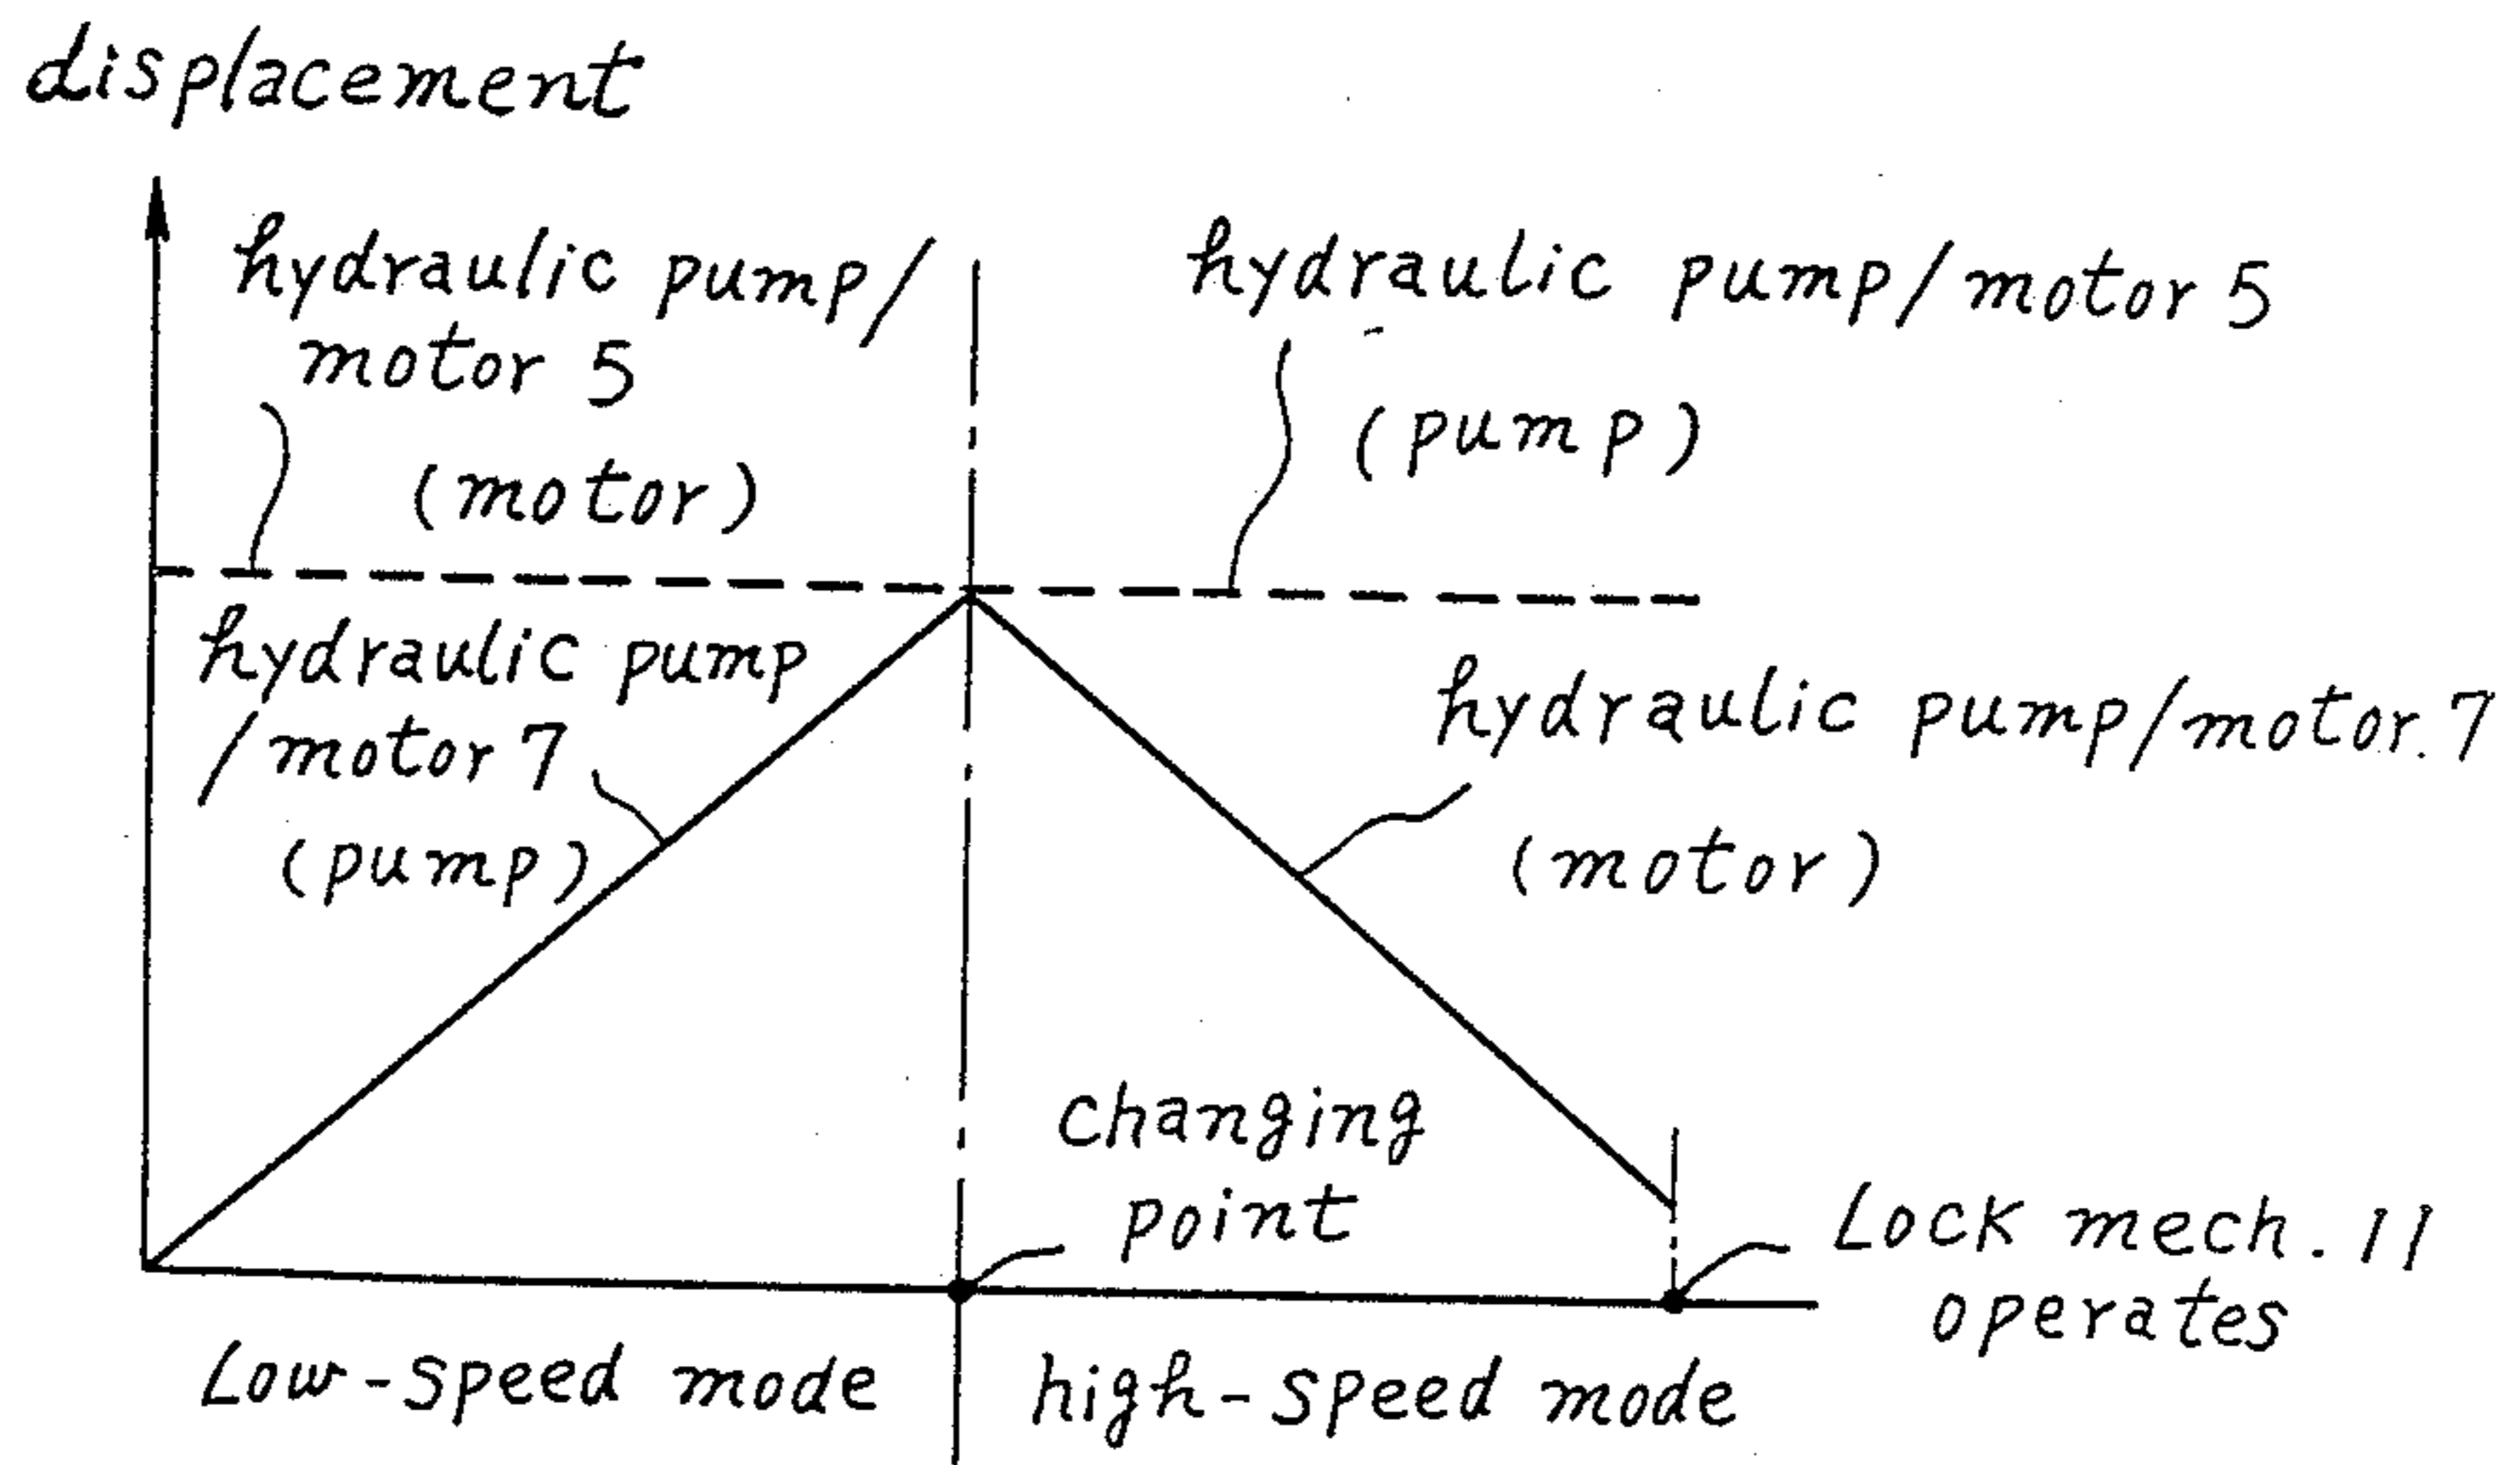 displacement
hydraulic pump/
motor 5
(motor)
hydraulic pump/motor 5
(pump)
hydraulic pump
/motor 7
(pump)
hydraulic pump/motor.7
(motor)
changing
point
Lock mech. 11
operates
Low-speed mode
high-speed mode